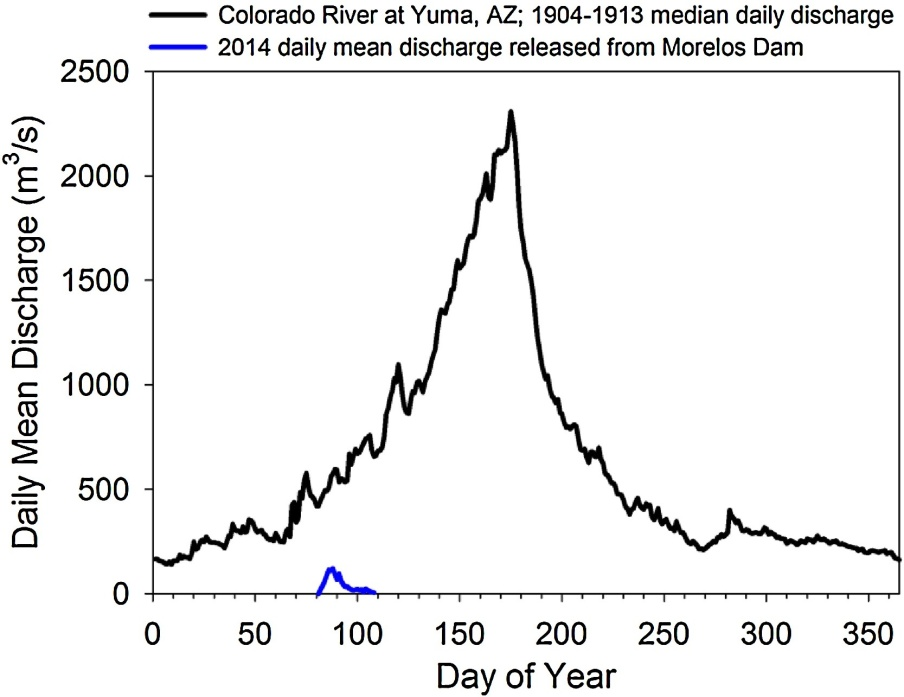 Colorado River at Yuma, AZ; 1904-1913 median daily discharge
2014 daily mean discharge released from Morelos Dam
Daily Mean Discharge (m³/s)
2500
2000
1500
1000
500
0
0 50 100 150 200 250 300 350
Day of Year